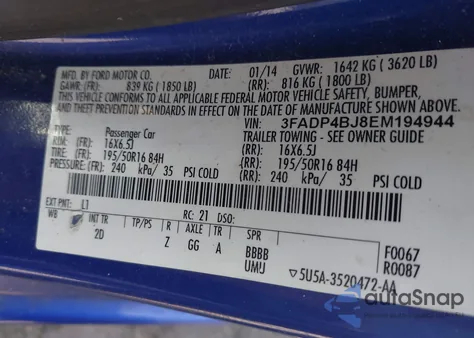 MFD. BY FORD MOTOR CO. DATE: 01/14 GVWR: 1642 KG ( 3620 LB)
GAWR: (FR): 839 KG ( 1850 LB) (RR): 816 KG ( 1800 LB)
THIS VEHICLE CONFORMS TO ALL APPLICABLE FEDERAL MOTOR VEHICLE SAFETY, BUMPER,
AND THEFT PREVENTION STANDARDS IN EFFECT ON THE DATE OF MANUFACTURE SHOWN ABOVE.
VIN: 3FADP4BJ8EM194944
TYPE: Passenger Car TRAILER TOWING - SEE OWNER GUIDE
RIM: (FR): 16X6.5J (RR): 16X6.5J
TIRE: (FR): 195/50R16 84H (RR): 195/50R16 84H
PRESSURE: (FR): 240 kPa/ 35 PSI COLD (RR): 240 kPa/ 35 PSI COLD
EXT PNT: L1 RC: 21 DSO:
WB INT TR TP/PS R AXLE TR SPR
2D Z GG A BBBB F0067
UMU R0087
▽5U5A-3520472-AA
autoSnap